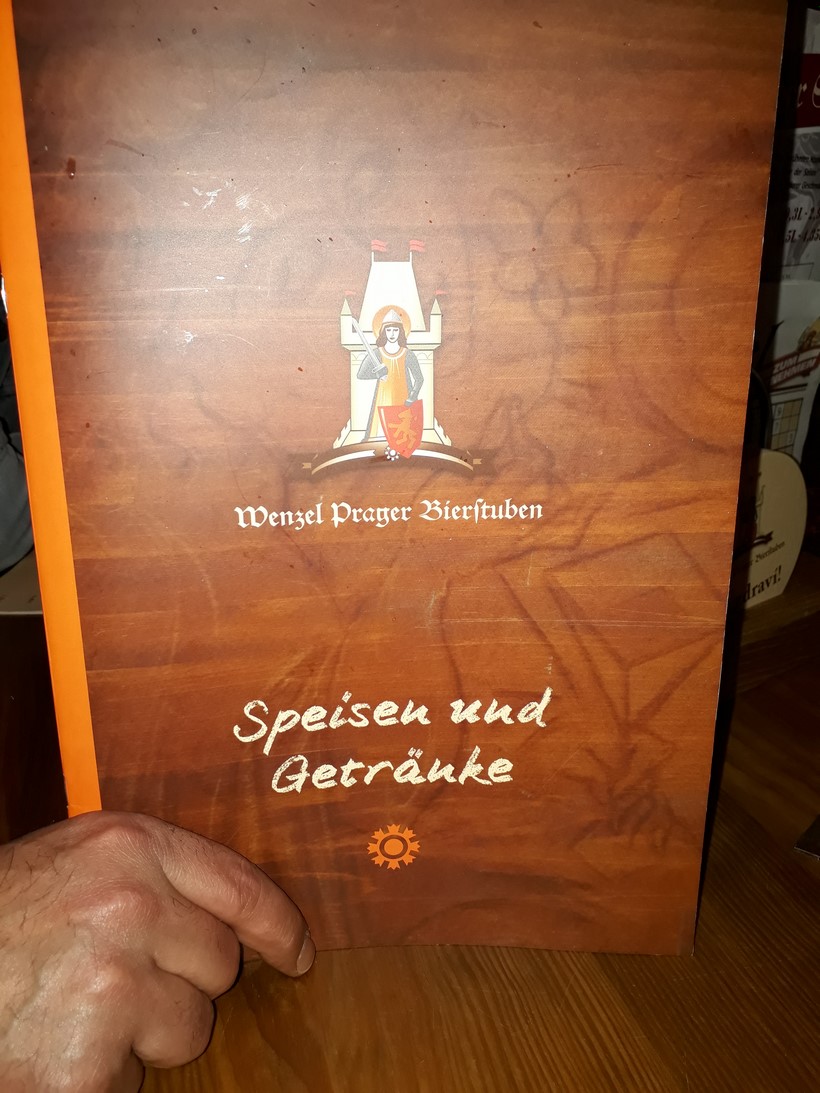 Wenzel Prager Bierſtuben
Speisen und
Getränke